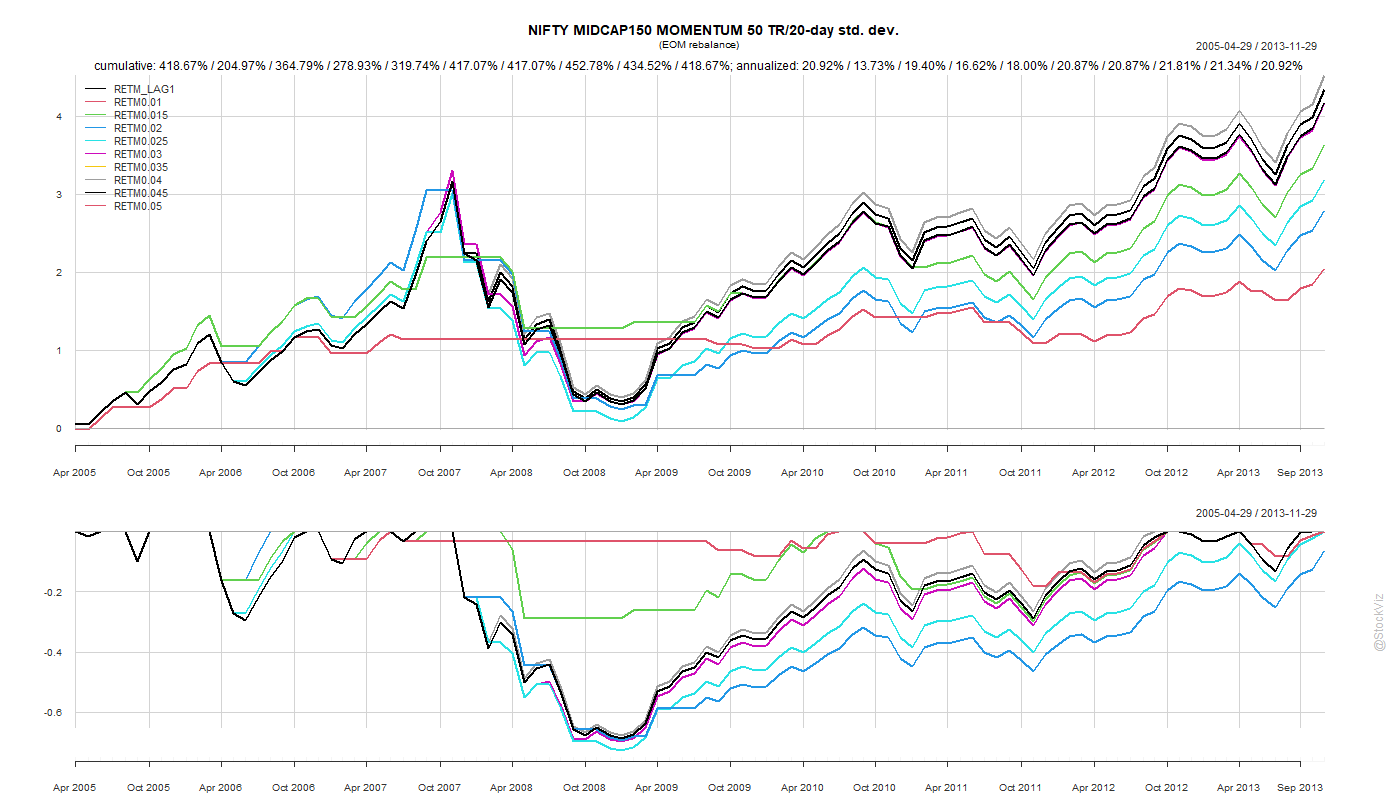 NIFTY MIDCAP150 MOMENTUM 50 TR/20-day std. dev.
(EOM rebalance)
2005-04-29 / 2013-11-29
cumulative: 418.67% / 204.97% / 364.79% / 278.93% / 319.74% / 417.07% / 417.07% / 452.78% / 434.52% / 418.67%; annualized: 20.92% / 13.73% / 19.40% / 16.62% / 18.00% / 20.87% / 20.87% / 21.81% / 21.34% / 20.92%
RETM_LAG1
RETM0.01
RETM0.015
RETM0.02
RETM0.025
RETM0.03
RETM0.035
RETM0.04
RETM0.045
RETM0.05
4
3
2
1
0
Apr 2005 Oct 2005 Apr 2006 Oct 2006 Apr 2007 Oct 2007 Apr 2008 Oct 2008 Apr 2009 Oct 2009 Apr 2010 Oct 2010 Apr 2011 Oct 2011 Apr 2012 Oct 2012 Apr 2013 Sep 2013
2005-04-29 / 2013-11-29
-0.2
-0.4
-0.6
Apr 2005 Oct 2005 Apr 2006 Oct 2006 Apr 2007 Oct 2007 Apr 2008 Oct 2008 Apr 2009 Oct 2009 Apr 2010 Oct 2010 Apr 2011 Oct 2011 Apr 2012 Oct 2012 Apr 2013 Sep 2013
@StockViz